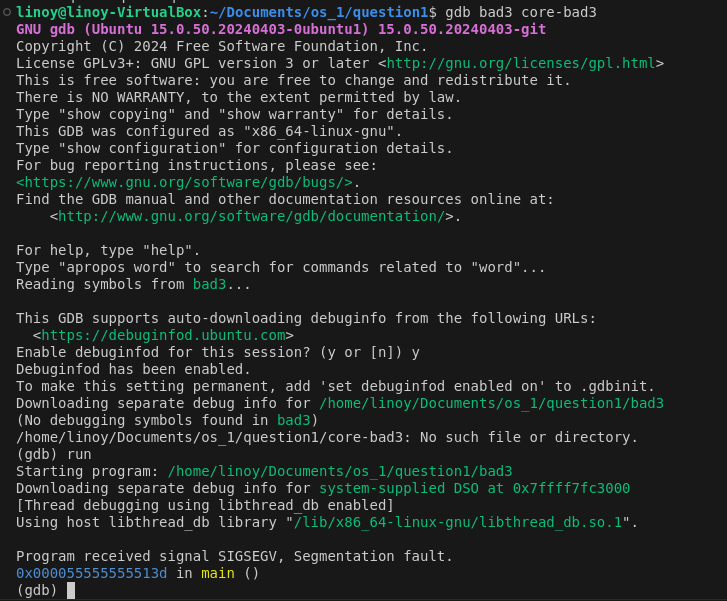 linoy@linoy-VirtualBox:~/Documents/os_1/question1$ gdb bad3 core-bad3
GNU gdb (Ubuntu 15.0.50.20240403-0ubuntu1) 15.0.50.20240403-git
Copyright (C) 2024 Free Software Foundation, Inc.
License GPLv3+: GNU GPL version 3 or later <http://gnu.org/licenses/gpl.html>
This is free software: you are free to change and redistribute it.
There is NO WARRANTY, to the extent permitted by law.
Type "show copying" and "show warranty" for details.
This GDB was configured as "x86_64-linux-gnu".
Type "show configuration" for configuration details.
For bug reporting instructions, please see:
<https://www.gnu.org/software/gdb/bugs/>.
Find the GDB manual and other documentation resources online at:
    <http://www.gnu.org/software/gdb/documentation/>.

For help, type "help".
Type "apropos word" to search for commands related to "word"...
Reading symbols from bad3...

This GDB supports auto-downloading debuginfo from the following URLs:
  <https://debuginfod.ubuntu.com>
Enable debuginfod for this session? (y or [n]) y
Debuginfod has been enabled.
To make this setting permanent, add 'set debuginfod enabled on' to .gdbinit.
Downloading separate debug info for /home/linoy/Documents/os_1/question1/bad3
(No debugging symbols found in bad3)
/home/linoy/Documents/os_1/question1/core-bad3: No such file or directory.
(gdb) run
Starting program: /home/linoy/Documents/os_1/question1/bad3
Downloading separate debug info for system-supplied DSO at 0x7ffff7fc3000
[Thread debugging using libthread_db enabled]
Using host libthread_db library "/lib/x86_64-linux-gnu/libthread_db.so.1".

Program received signal SIGSEGV, Segmentation fault.
0x000055555555513d in main ()
(gdb)